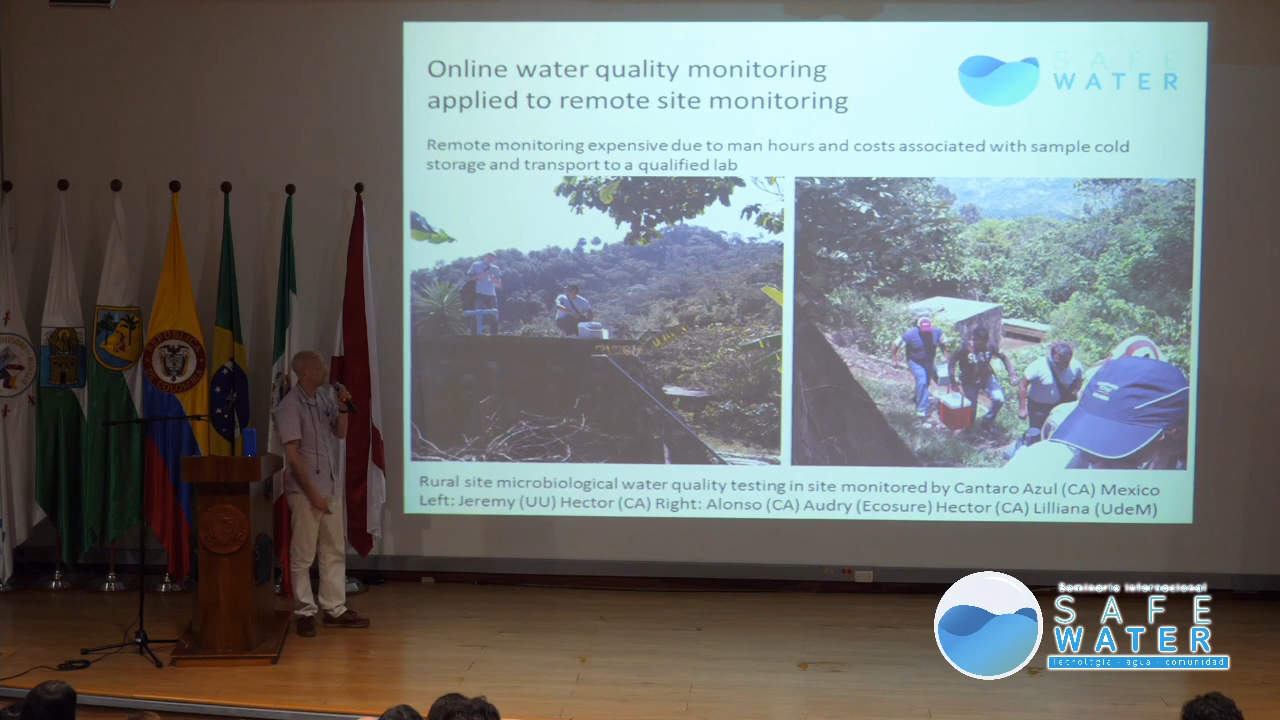 Online water quality monitoring
applied to remote site monitoring
SAFE
WATER
Remote monitoring expensive due to man hours and costs associated with sample cold
storage and transport to a qualified lab
Rural site microbiological water quality testing in site monitored by Cantaro Azul (CA) Mexico
Left: Jeremy (UU) Hector (CA) Right: Alonso (CA) Audry (Ecosure) Hector (CA) Lilliana (UdeM)
REPUBLICA
DE COLOMBIA
Seminario internacional
SAFE
WATER
Tecnología · agua · comunidad